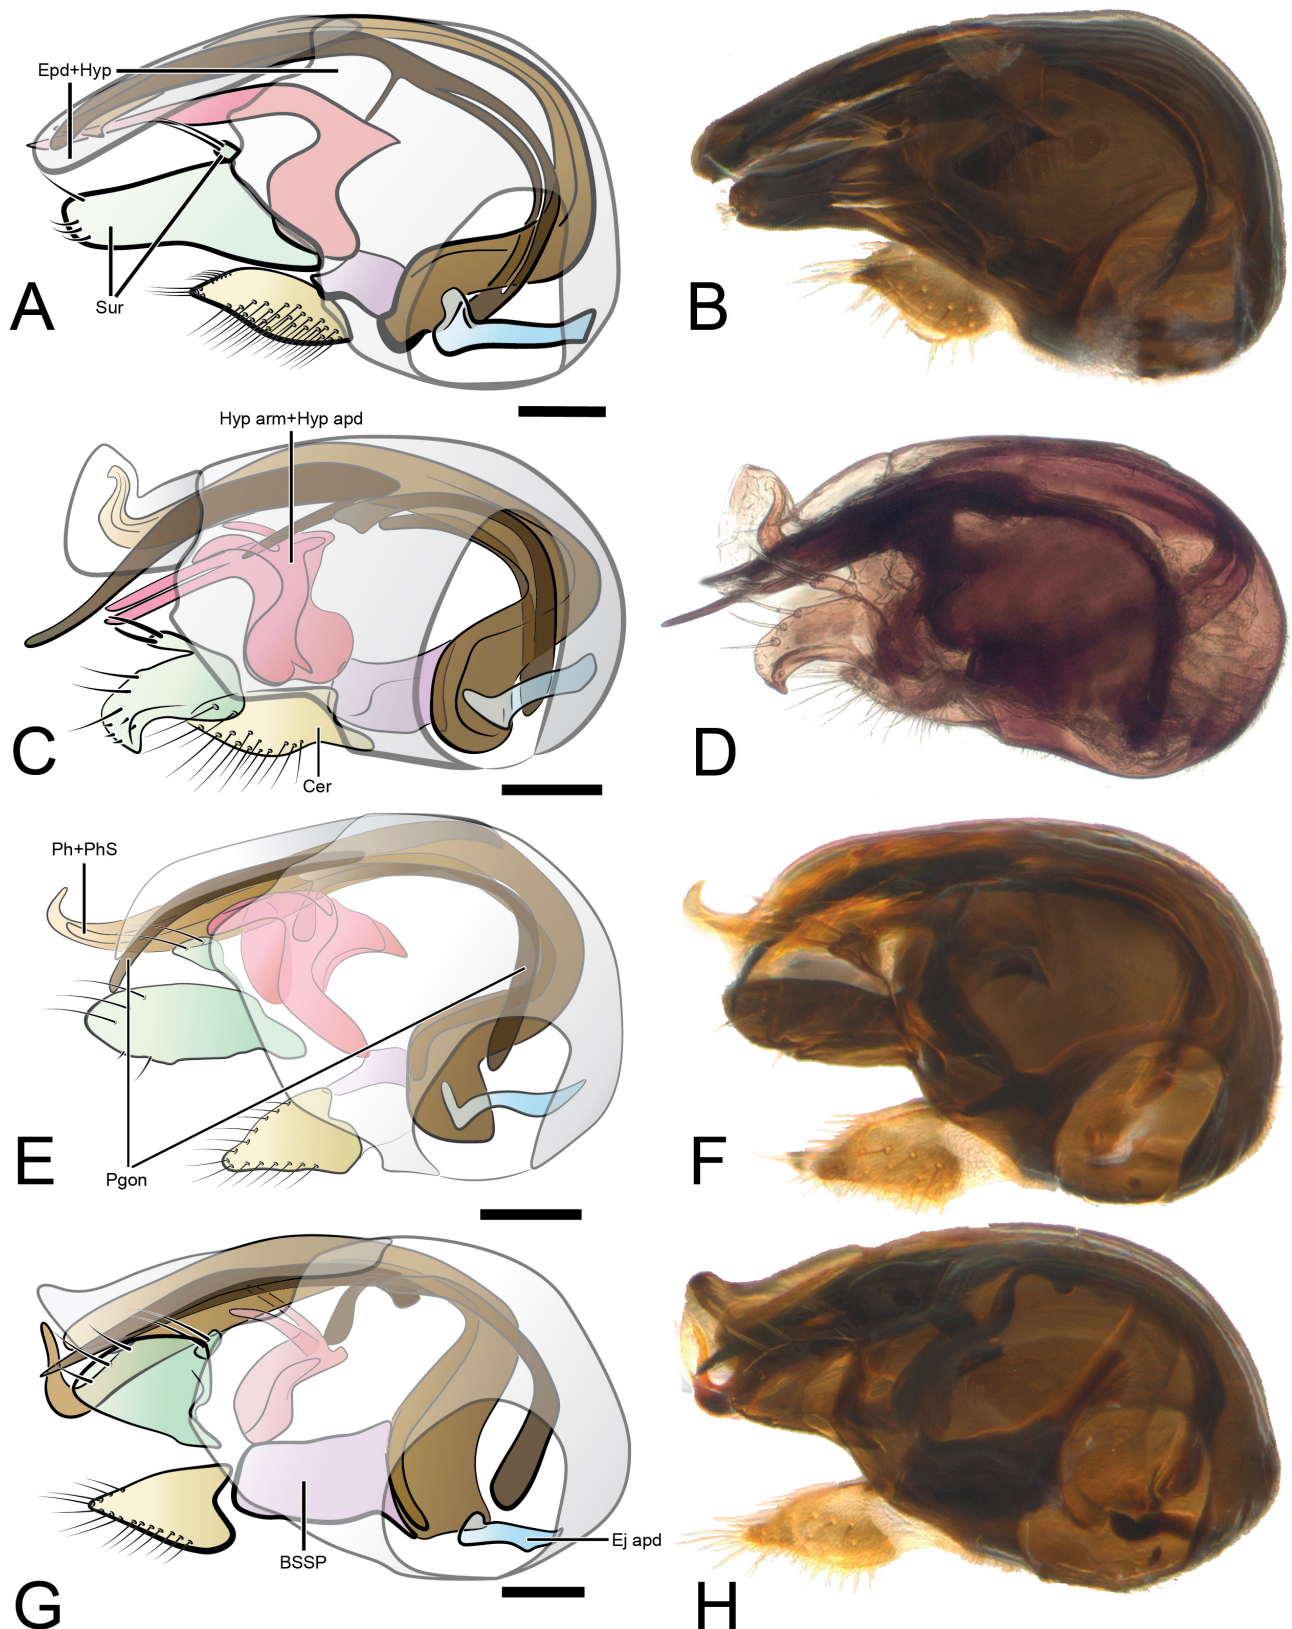 Epd+Hyp
Sur
A
B
Hyp arm+Hyp apd
Cer
C
D
Ph+PhS
Pgon
E
F
BSSP
Ej apd
G
H